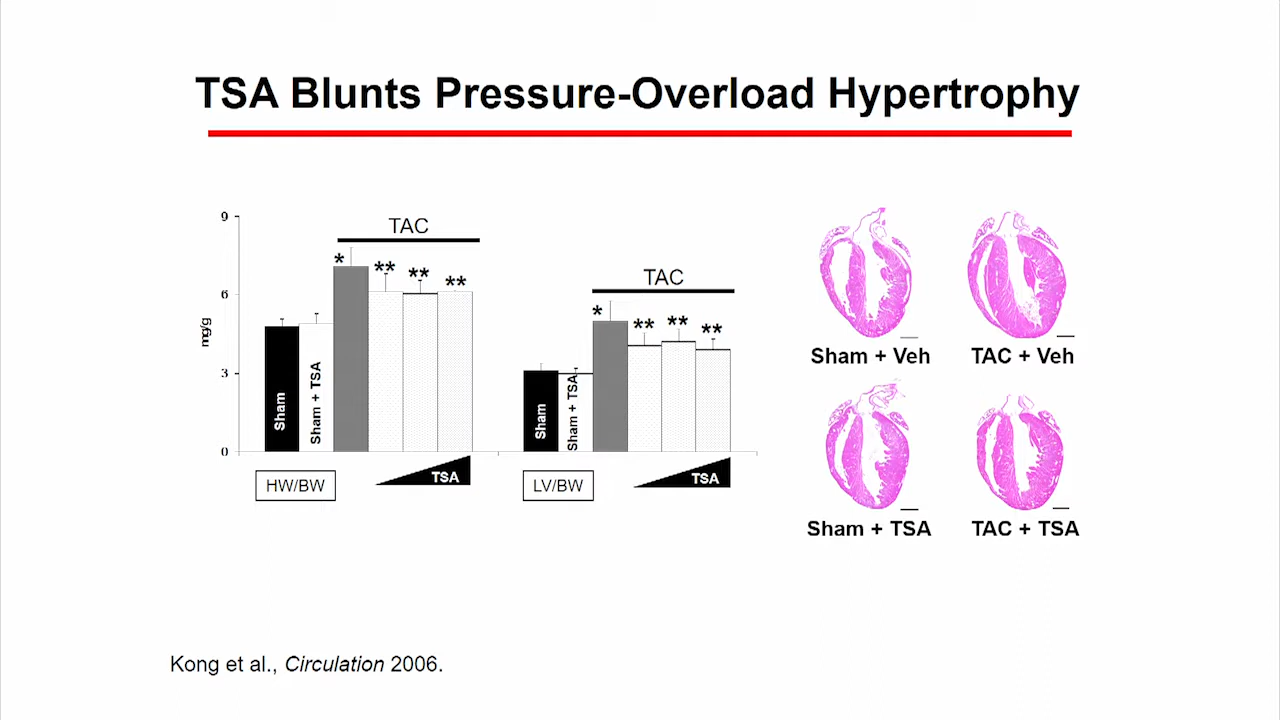 TSA Blunts Pressure-Overload Hypertrophy
9
6
3
0
mg/g
TAC
*
**
**
**
Sham
Sham + TSA
HW/BW
TSA
TAC
*
**
**
**
Sham
Sham + TSA
LV/BW
TSA
Sham + Veh
TAC + Veh
Sham + TSA
TAC + TSA
Kong et al., Circulation 2006.